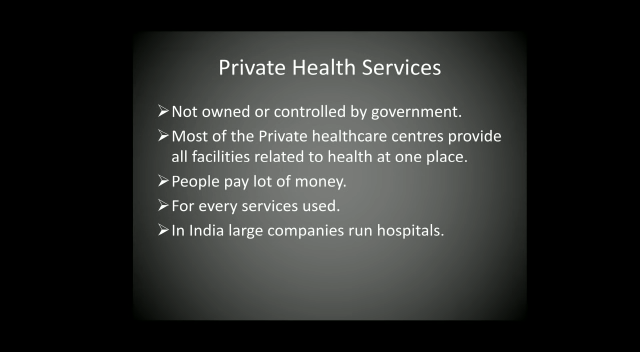 Private Health Services
➢Not owned or controlled by government.
➢Most of the Private healthcare centres provide
all facilities related to health at one place.
➢People pay lot of money.
➢For every services used.
➢In India large companies run hospitals.